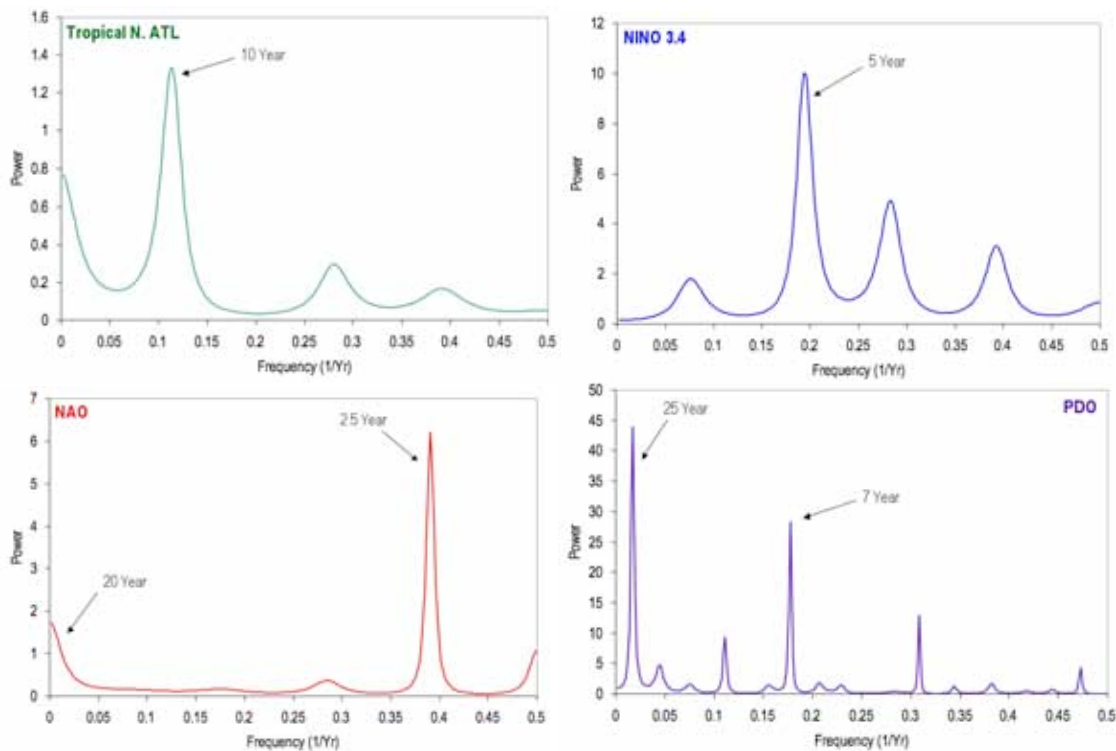 Tropical N. ATL
10 Year
Power
1.6
1.4
1.2
1
0.8
0.6
0.4
0.2
0
0 0.05 0.1 0.15 0.2 0.25 0.3 0.35 0.4 0.45 0.5
Frequency (1/Yr)
NINO 3.4
5 Year
Power
12
10
8
6
4
2
0
0 0.05 0.1 0.15 0.2 0.25 0.3 0.35 0.4 0.45 0.5
Frequency (1/Yr)
NAO
2.5 Year
20 Year
Power
7
6
5
4
3
2
1
0
0 0.05 0.1 0.15 0.2 0.25 0.3 0.35 0.4 0.45 0.5
Frequency (1/Yr)
PDO
25 Year
7 Year
Power
50
45
40
35
30
25
20
15
10
5
0
0 0.05 0.1 0.15 0.2 0.25 0.3 0.35 0.4 0.45 0.5
Frequency (1/Yr)